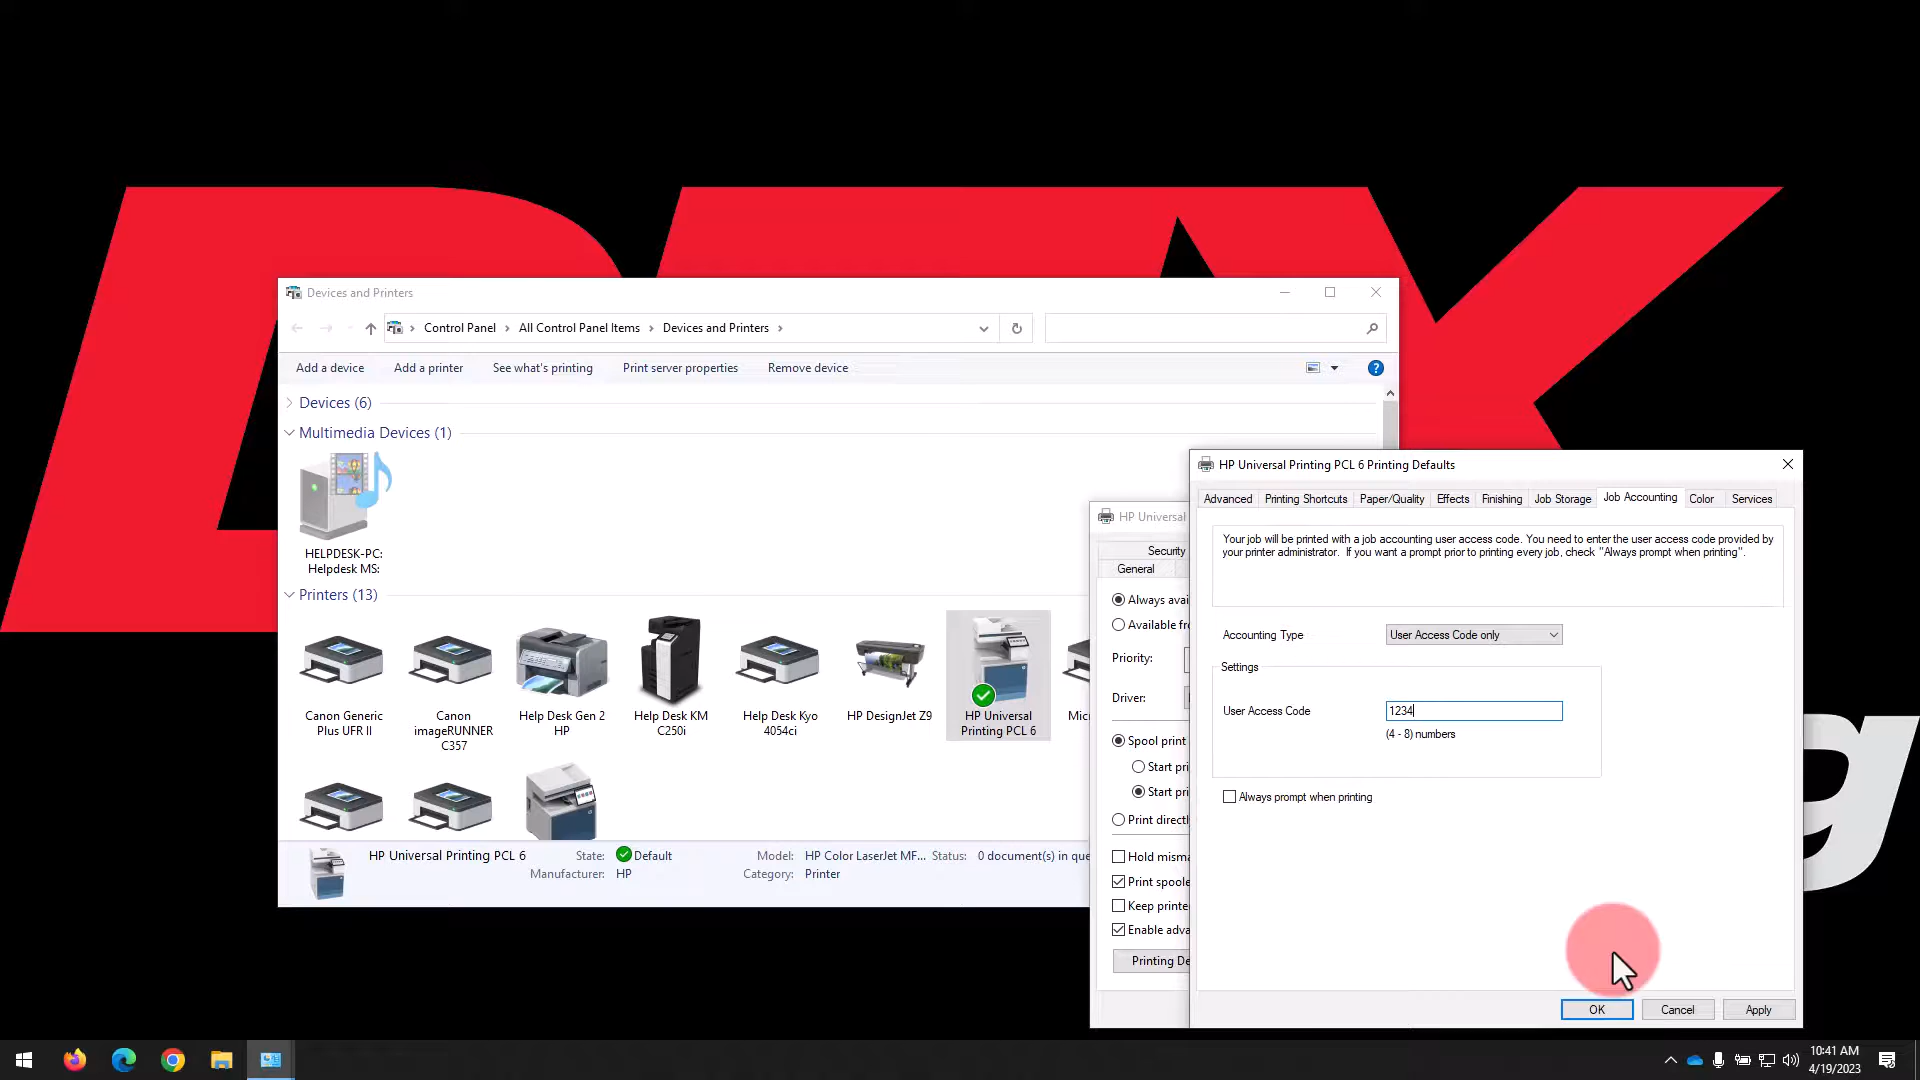 Devices and Printers
Control Panel
All Control Panel Items
Devices and Printers
Add a device
Add a printer
See what's printing
Print server properties
Remove device
Devices (6)
Multimedia Devices (1)
HELPDESK-PC:
Helpdesk MS:
Printers (13)
Canon Generic
Plus UFR II
Canon
imageRUNNER
C357
Help Desk Gen 2
HP
Help Desk KM
C250i
Help Desk Kyo
4054ci
HP DesignJet Z9
HP Universal
Printing PCL 6
HP Universal Printing PCL 6
State:
Default
Model:
HP Color LaserJet MF...
Status:
0 document(s) in que
Manufacturer:
HP
Category:
Printer
HP Universal
Security
General
Always avai
Available fr
Priority:
Driver:
Spool print
Start pri
Start pri
Print directl
Hold misma
Print spoole
Keep printe
Enable adva
Printing De
HP Universal Printing PCL 6 Printing Defaults
Advanced
Printing Shortcuts
Paper/Quality
Effects
Finishing
Job Storage
Job Accounting
Color
Services
Your job will be printed with a job accounting user access code. You need to enter the user access code provided by
your printer administrator. If you want a prompt prior to printing every job, check "Always prompt when printing".
Accounting Type
User Access Code only
Settings
User Access Code
1234
(4 - 8) numbers
Always prompt when printing
OK
Cancel
Apply
10:41 AM
4/19/2023